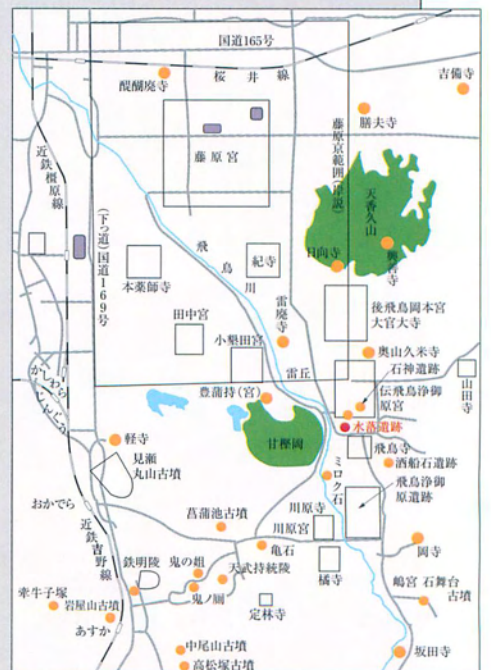 国道165号
桜井線
醍醐廃寺
吉備寺
膳夫寺
近鉄橿原線
藤原宮
藤原京範囲(岸説)
天香久山
興善寺
日向寺
(下つ道)国道169号
飛鳥川
紀寺
本薬師寺
後飛鳥岡本宮
大官大寺
雷廃寺
田中宮
小墾田宮
奥山久米寺
石神遺跡
雷丘
伝飛鳥浄御
原宮
山田寺
かしはらじんぐう
豊蒲持(宮)
水落遺跡
甘樫岡
飛鳥寺
軽寺
酒船石遺跡
見瀬
丸山古墳
ミロク石
飛鳥浄御
原遺跡
おかでら
菖蒲池古墳
川原寺
川原宮
近鉄吉野線
亀石
岡寺
鉄明陵
鬼の俎
天武持統陵
橘寺
嶋宮 石舞台
古墳
牽牛子塚
岩屋山古墳
鬼ノ厠
定林寺
あすか
中尾山古墳
坂田寺
高松塚古墳